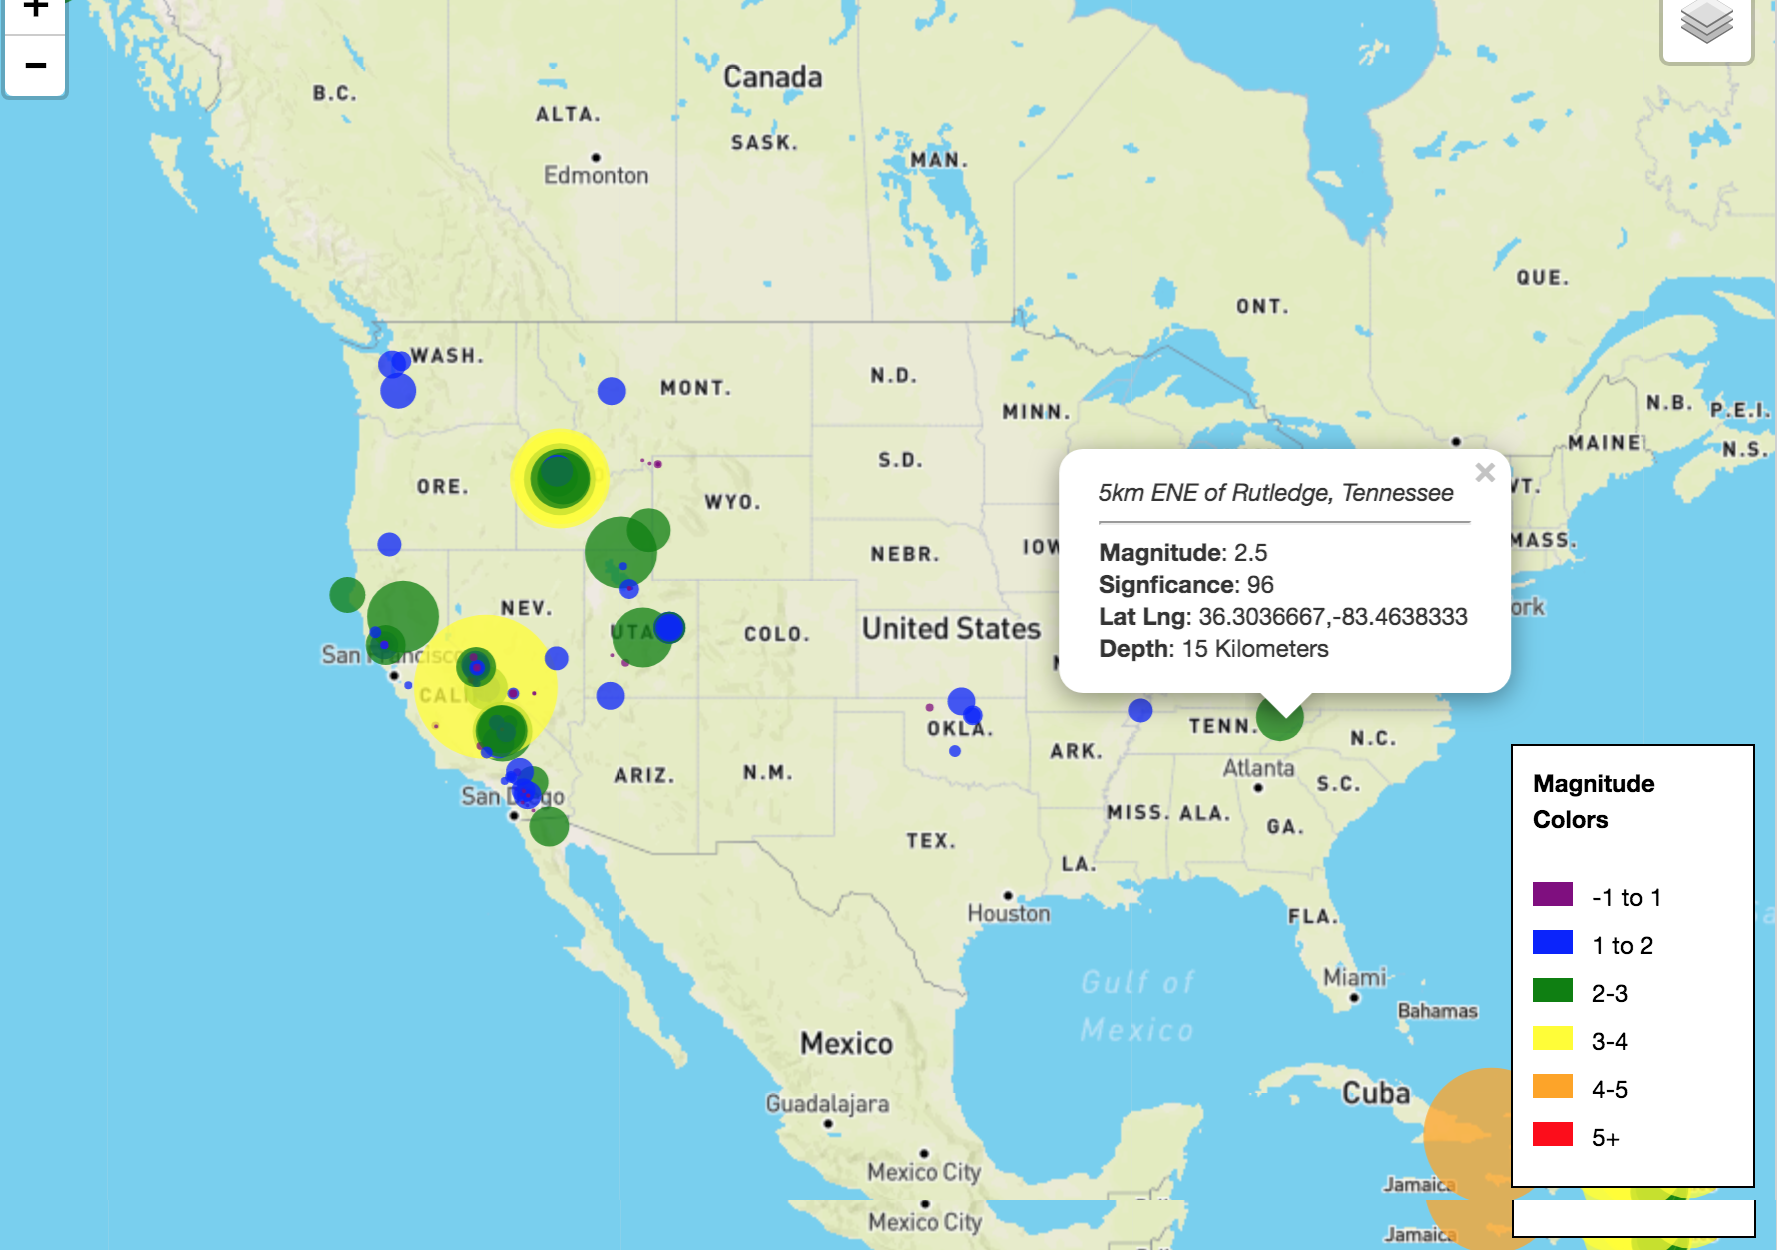 +
−
Canada
B.C.
ALTA.
SASK.
MAN.
Edmonton
QUE.
ONT.
WASH.
MONT.
N.D.
MINN.
N.B.
P.E.I.
MAINE
N.S.
ORE.
S.D.
WYO.
VT.
MASS.
NEBR.
NEV.
COLO.
United States
San Francisco
OKLA.
ARK.
TENN.
N.C.
ARIZ.
N.M.
Atlanta
S.C.
San Diego
MISS.
ALA.
GA.
TEX.
LA.
Houston
FLA.
Gulf of
Mexico
Miami
Bahamas
Mexico
Cuba
Guadalajara
Mexico City
Jamaica
Mexico City
Jamaica
5km ENE of Rutledge, Tennessee
×
Magnitude: 2.5
Signficance: 96
Lat Lng: 36.3036667,-83.4638333
Depth: 15 Kilometers
Magnitude
Colors
-1 to 1
1 to 2
2-3
3-4
4-5
5+